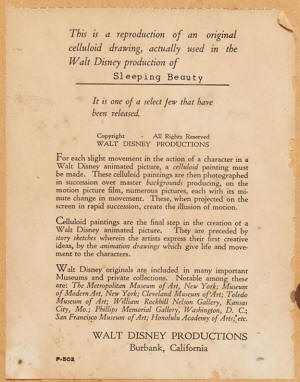 This is a reproduction of an original
celluloid drawing, actually used in the
Walt Disney production of
Sleeping Beauty
It is one of a select few that have
been released.
Copyright - All Rights Reserved
WALT DISNEY PRODUCTIONS
For each slight movement in the action of a character in a
Walt Disney animated picture, a celluloid painting must
be made. These celluloid paintings are then photographed
in succession over master backgrounds producing, on the
motion picture film, numerous pictures, each with its mi-
nute change in movement. These, when projected on the
screen in rapid succession, create the illusion of motion.
Celluloid paintings are the final step in the creation of a
Walt Disney animated picture. They are preceded by
story sketches wherein the artists express their first creative
ideas, by the animation drawings which give life and move-
ment to the characters.
Walt Disney originals are included in many important
Museums and private collections. Notable among these
are: The Metropolitan Museum of Art, New York; Museum
of Modern Art, New York; Cleveland Museum of Art; Toledo
Museum of Art; William Rockhill Nelson Gallery, Kansas
City, Mo.; Phillips Memorial Gallery, Washington, D. C.;
San Francisco Museum of Art; Honolulu Academy of Arts, etc.
WALT DISNEY PRODUCTIONS
Burbank, California
P-502